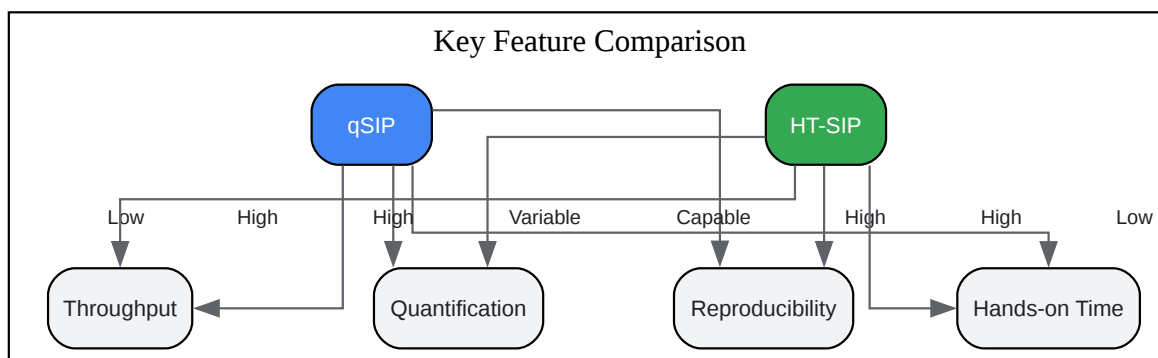 Key Feature Comparison
qSIP
HT-SIP
Low
High
High
Variable
Capable
High
High
Low
Throughput
Quantification
Reproducibility
Hands-on Time